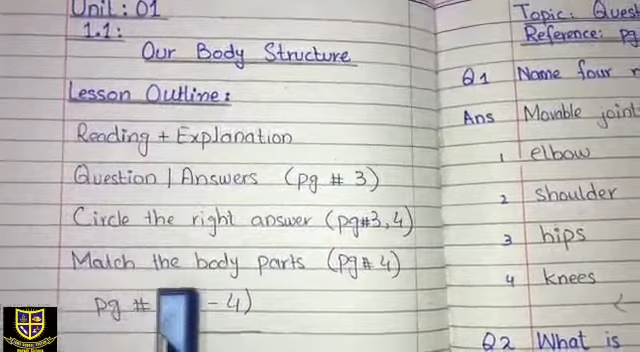 Unit: 01
1.1:
Our Body Structure
Lesson Outline:
Reading + Explanation
Question / Answers (pg # 3)
Circle the right answer (pg#3,4)
Match the body parts (pg# 4)
pg # - 4)
Topic: Quest
Reference: pg
Q1 Name four
Ans Movable joint
1 elbow
2 shoulder
3 hips
4 knees
Q2 What is